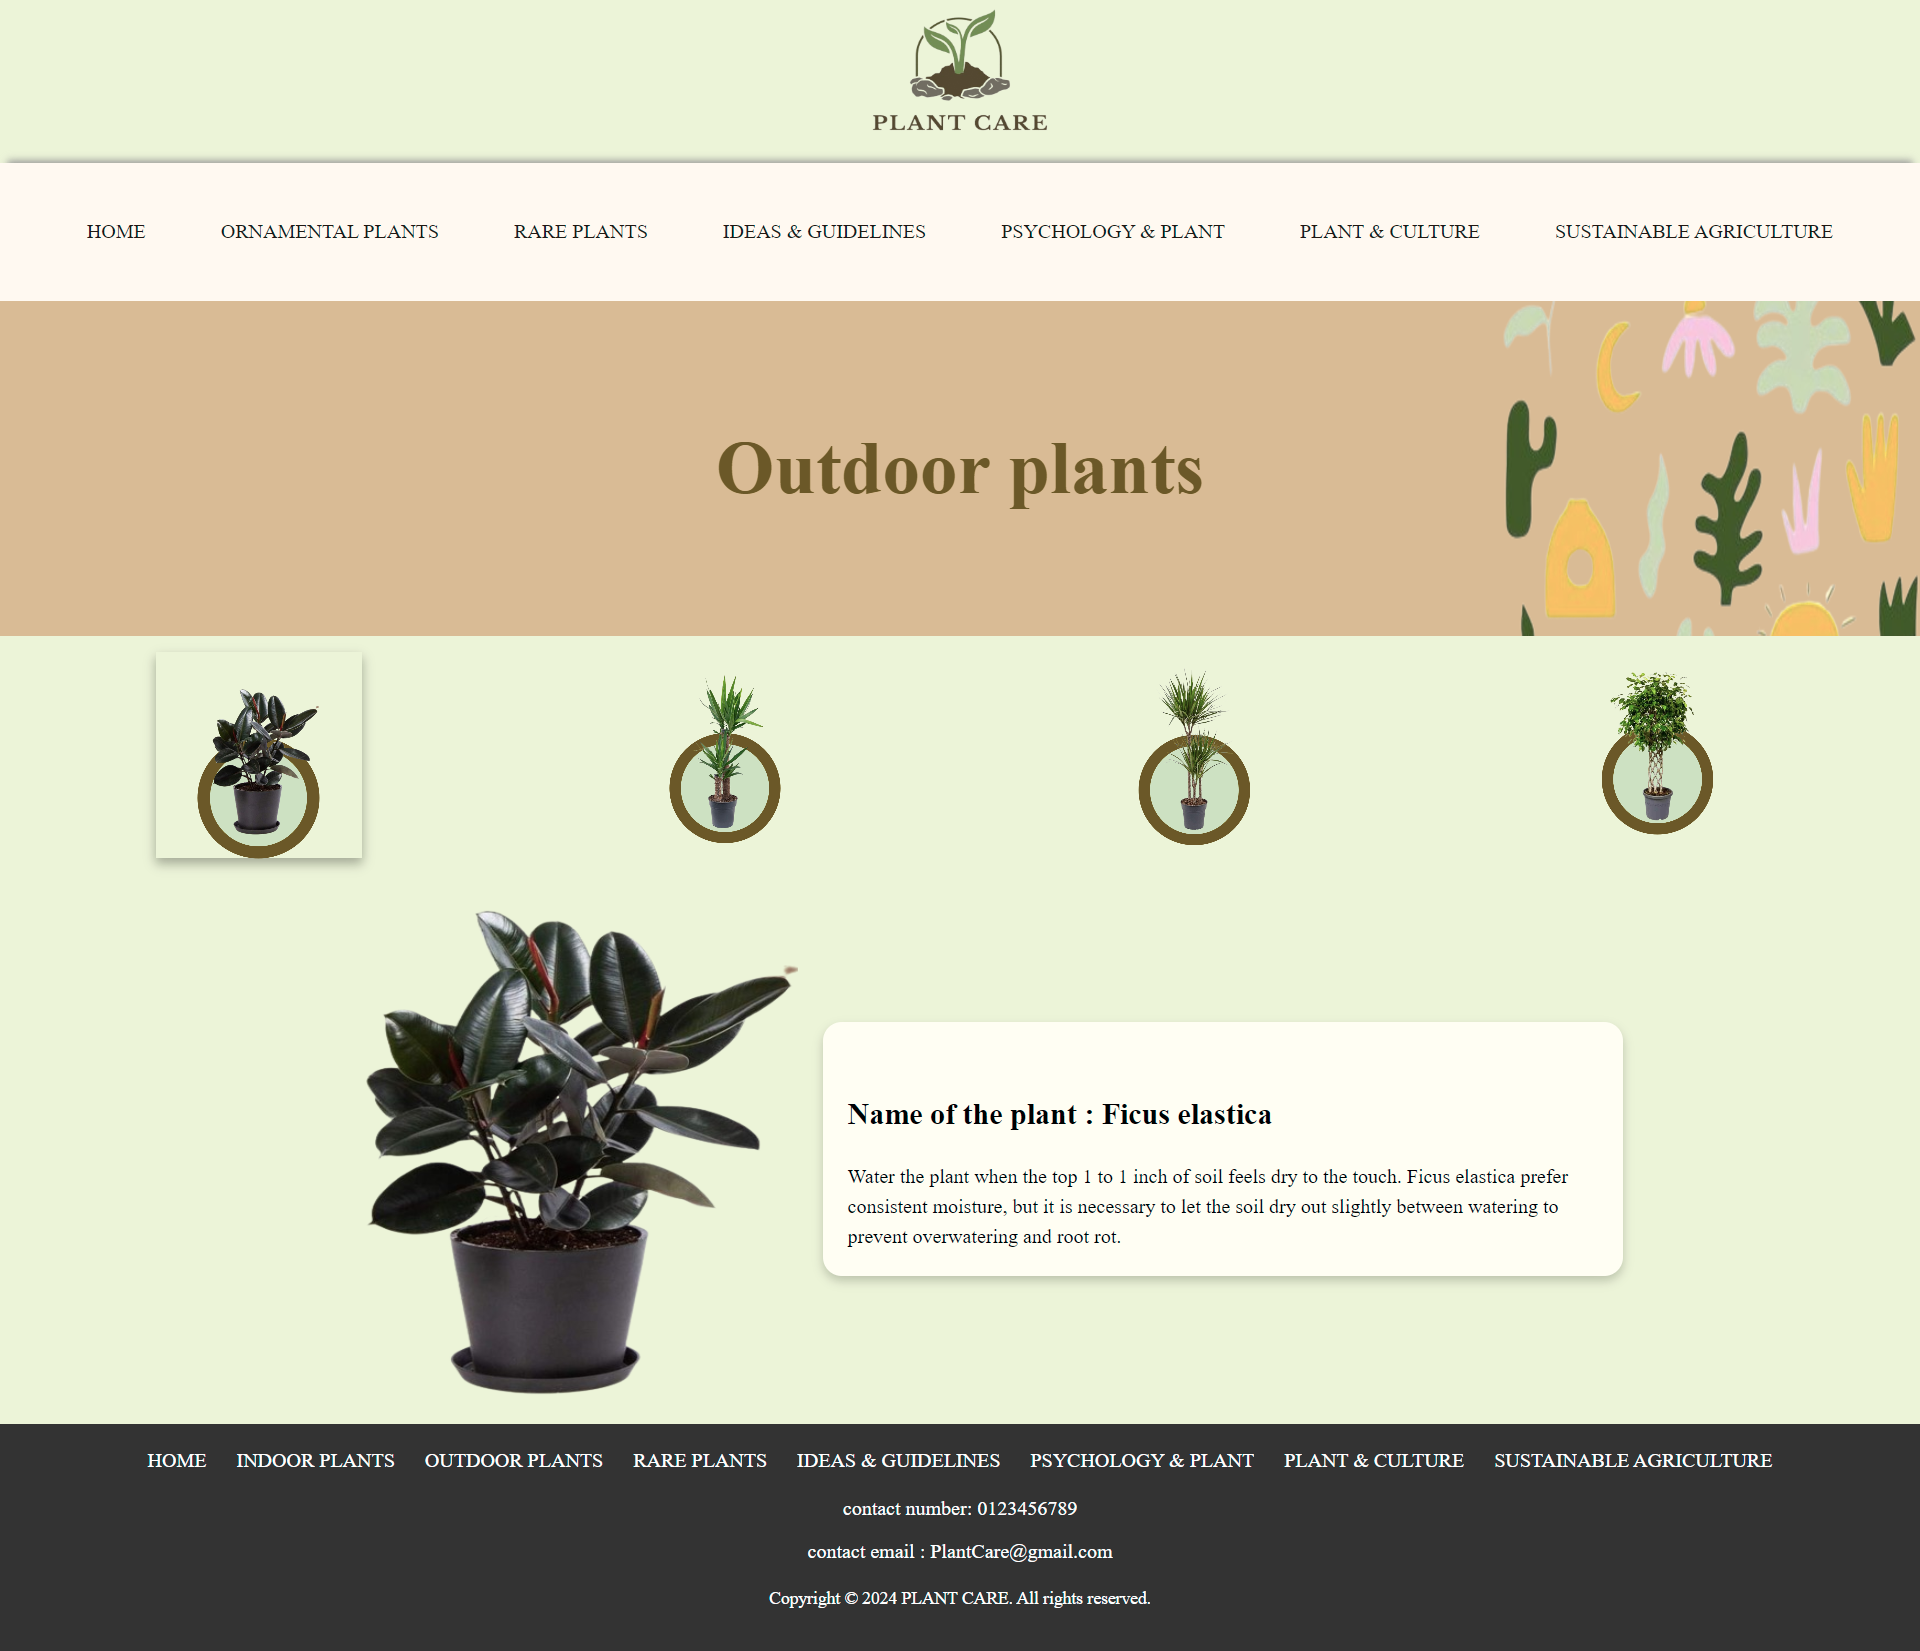 PLANT CARE
HOME ORNAMENTAL PLANTS RARE PLANTS IDEAS & GUIDELINES PSYCHOLOGY & PLANT PLANT & CULTURE SUSTAINABLE AGRICULTURE
Outdoor plants
Name of the plant : Ficus elastica
Water the plant when the top 1 to 1 inch of soil feels dry to the touch. Ficus elastica prefer
consistent moisture, but it is necessary to let the soil dry out slightly between watering to
prevent overwatering and root rot.
HOME INDOOR PLANTS OUTDOOR PLANTS RARE PLANTS IDEAS & GUIDELINES PSYCHOLOGY & PLANT PLANT & CULTURE SUSTAINABLE AGRICULTURE
contact number: 0123456789
contact email : PlantCare@gmail.com
Copyright © 2024 PLANT CARE. All rights reserved.